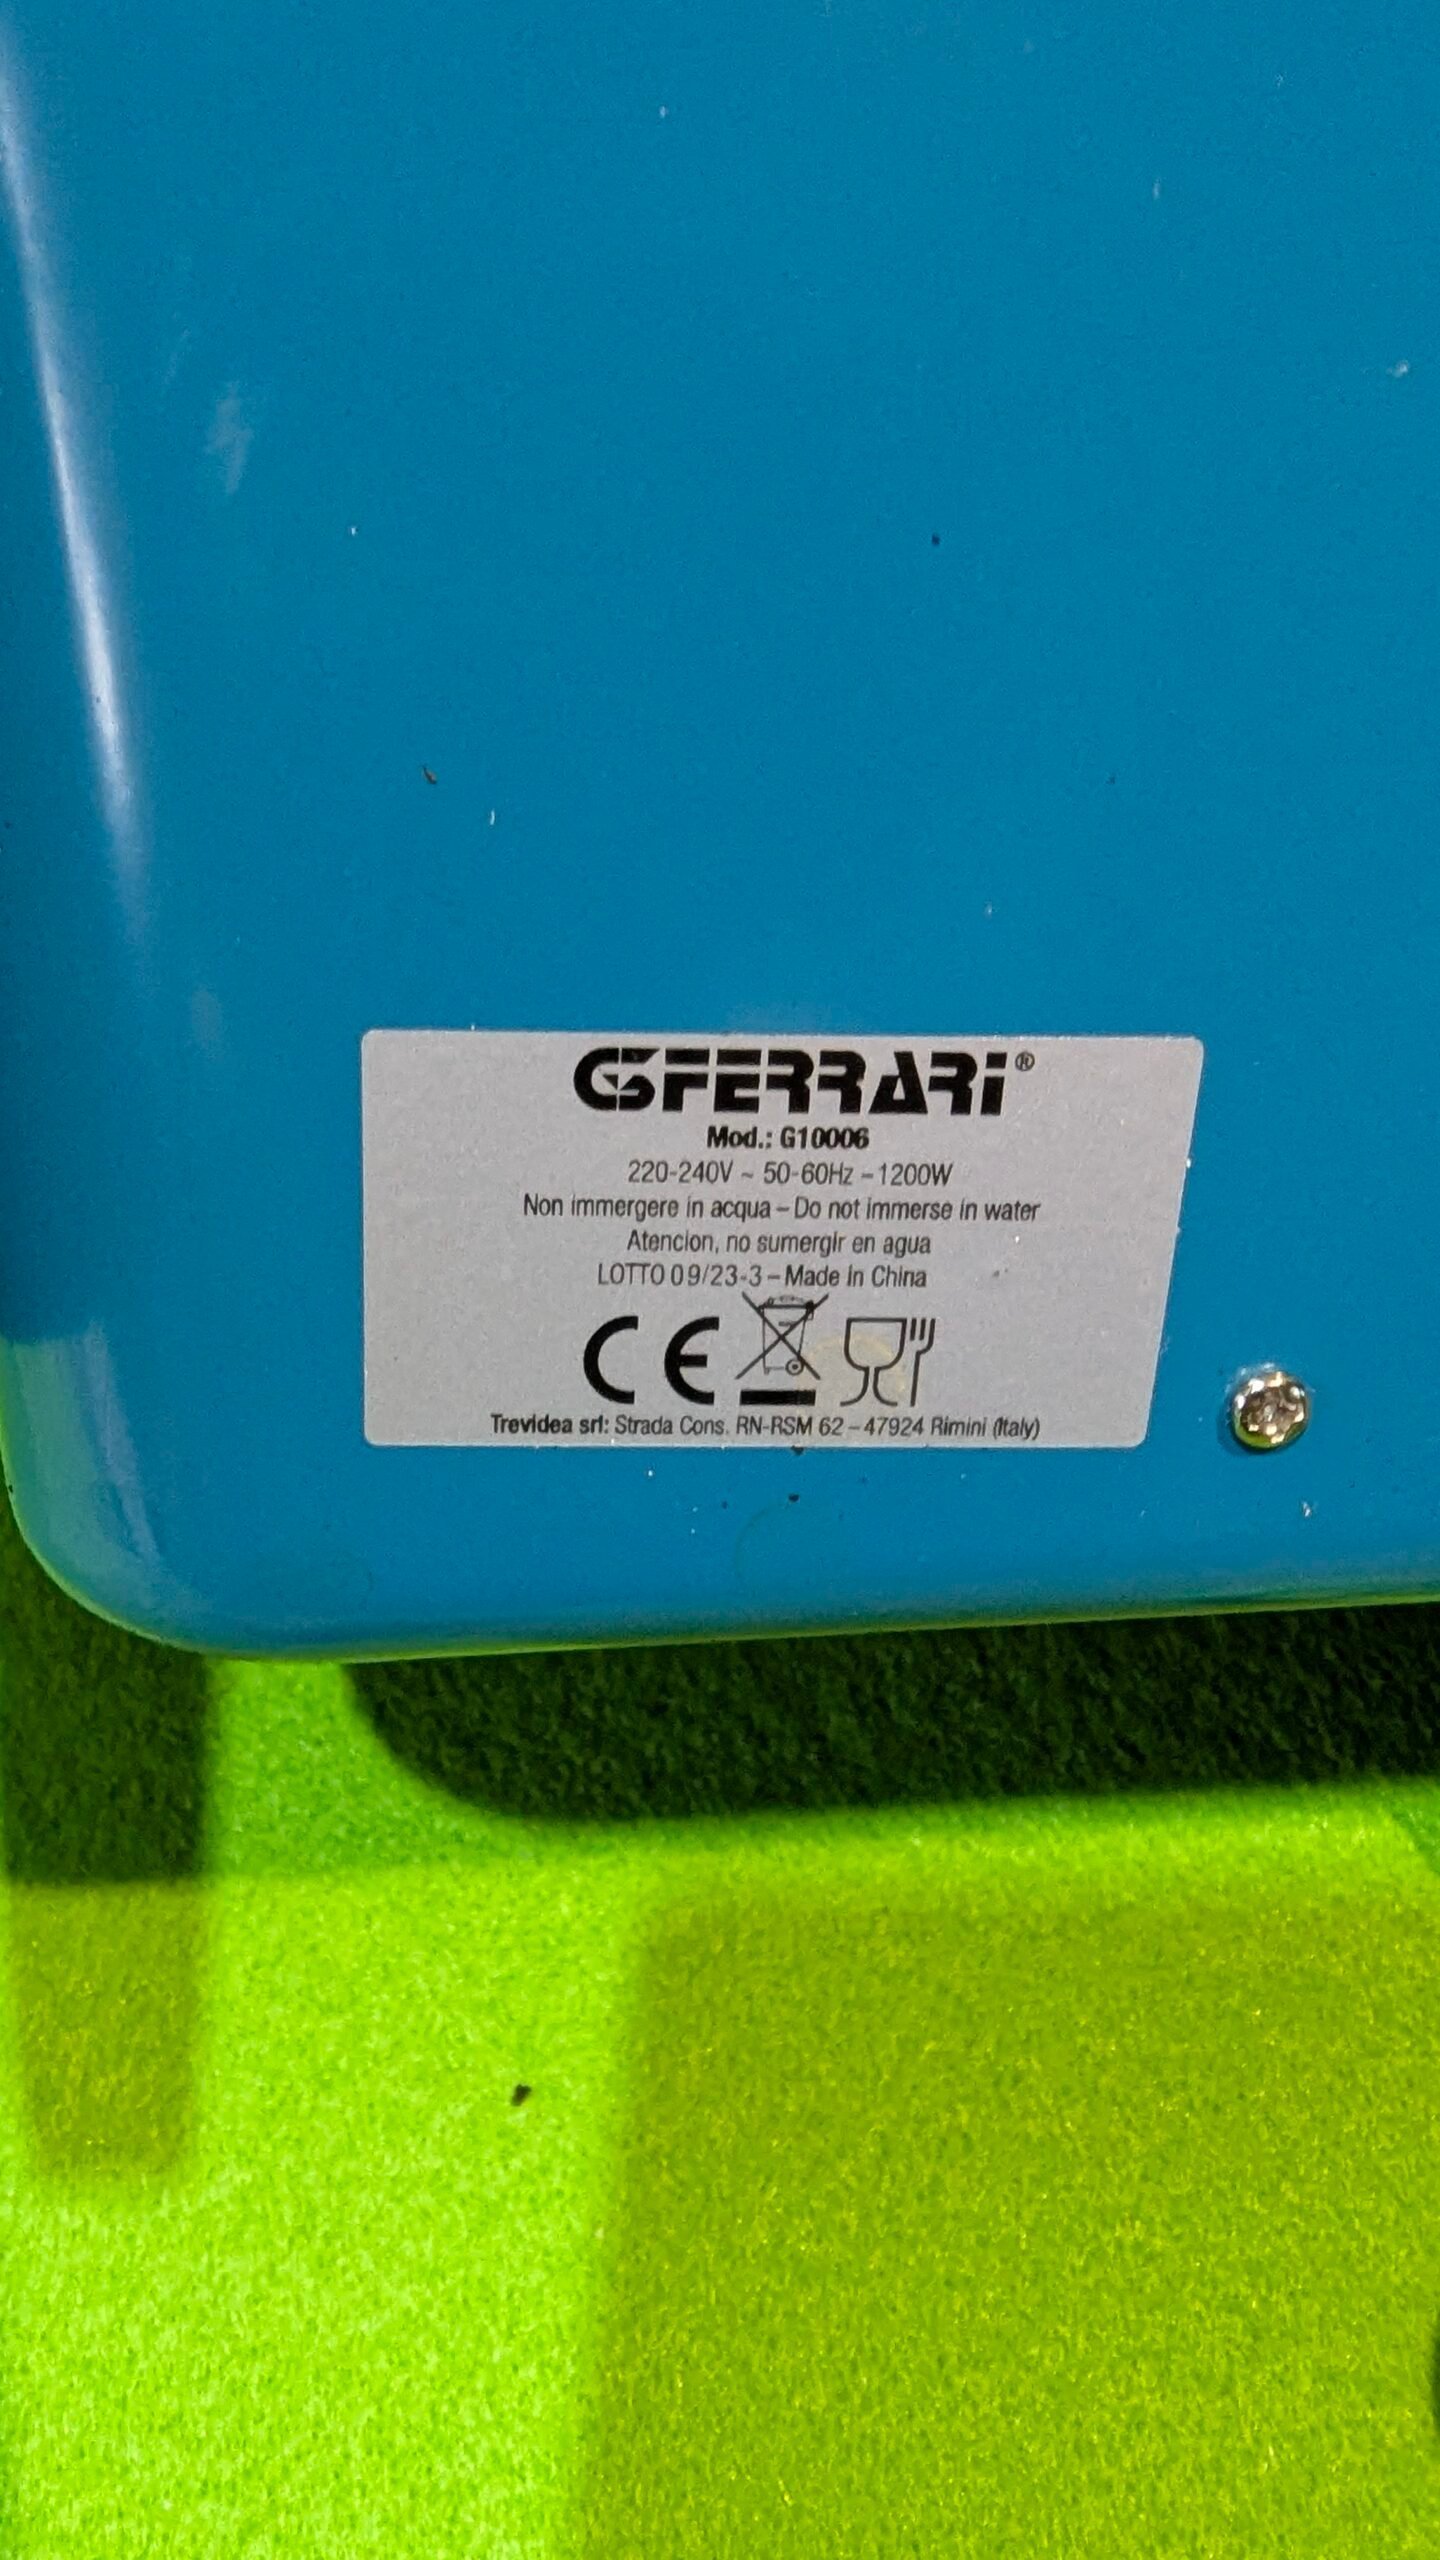 G3FERRARI®
Mod.: G10006
220-240V ~ 50-60Hz – 1200W
Non immergere in acqua – Do not immerse in water
Atencion, no sumergir en agua
LOTTO 09/23-3 – Made in China
CE
Trevidea srl: Strada Cons. RN-RSM 62 – 47924 Rimini (Italy)